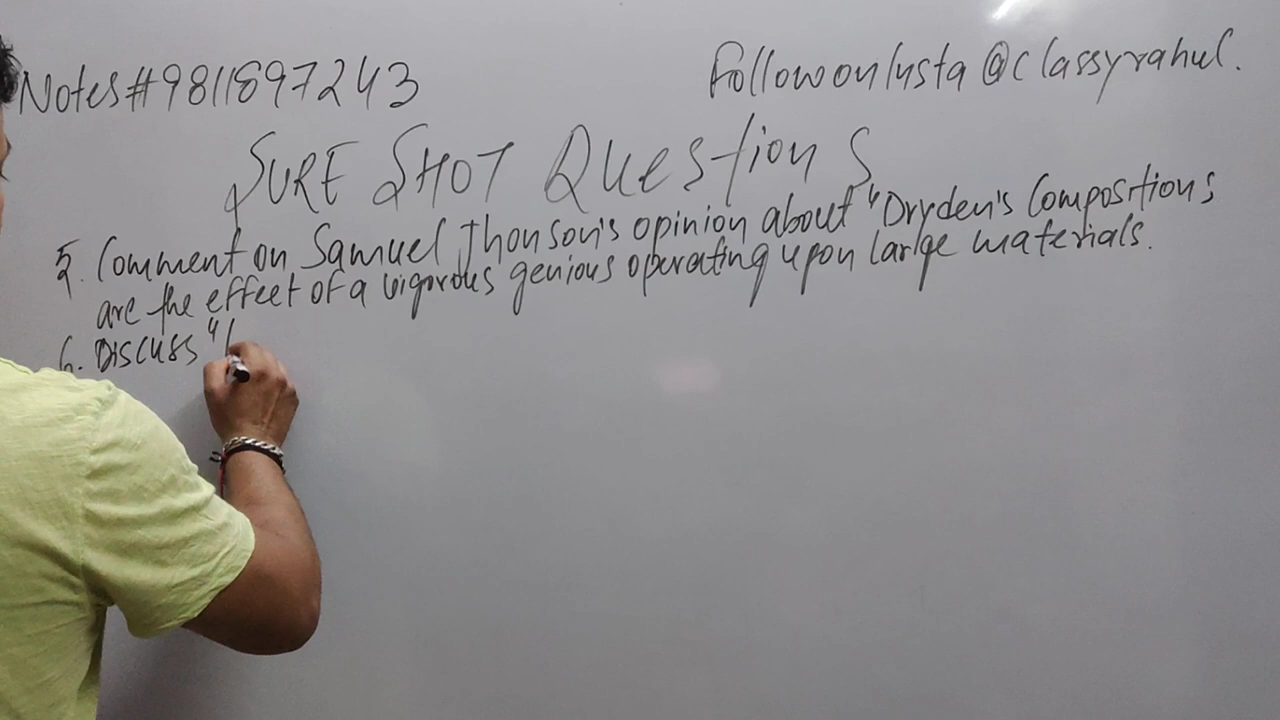 Notes#9811897243
Follow on Insta @classyrahul.
SURE SHOT Questions
5. Comment on Samuel Jhonson's opinion about "Dryden's Compositions
are the effect of a vigorous genious operating upon large materials.
6. Discuss "